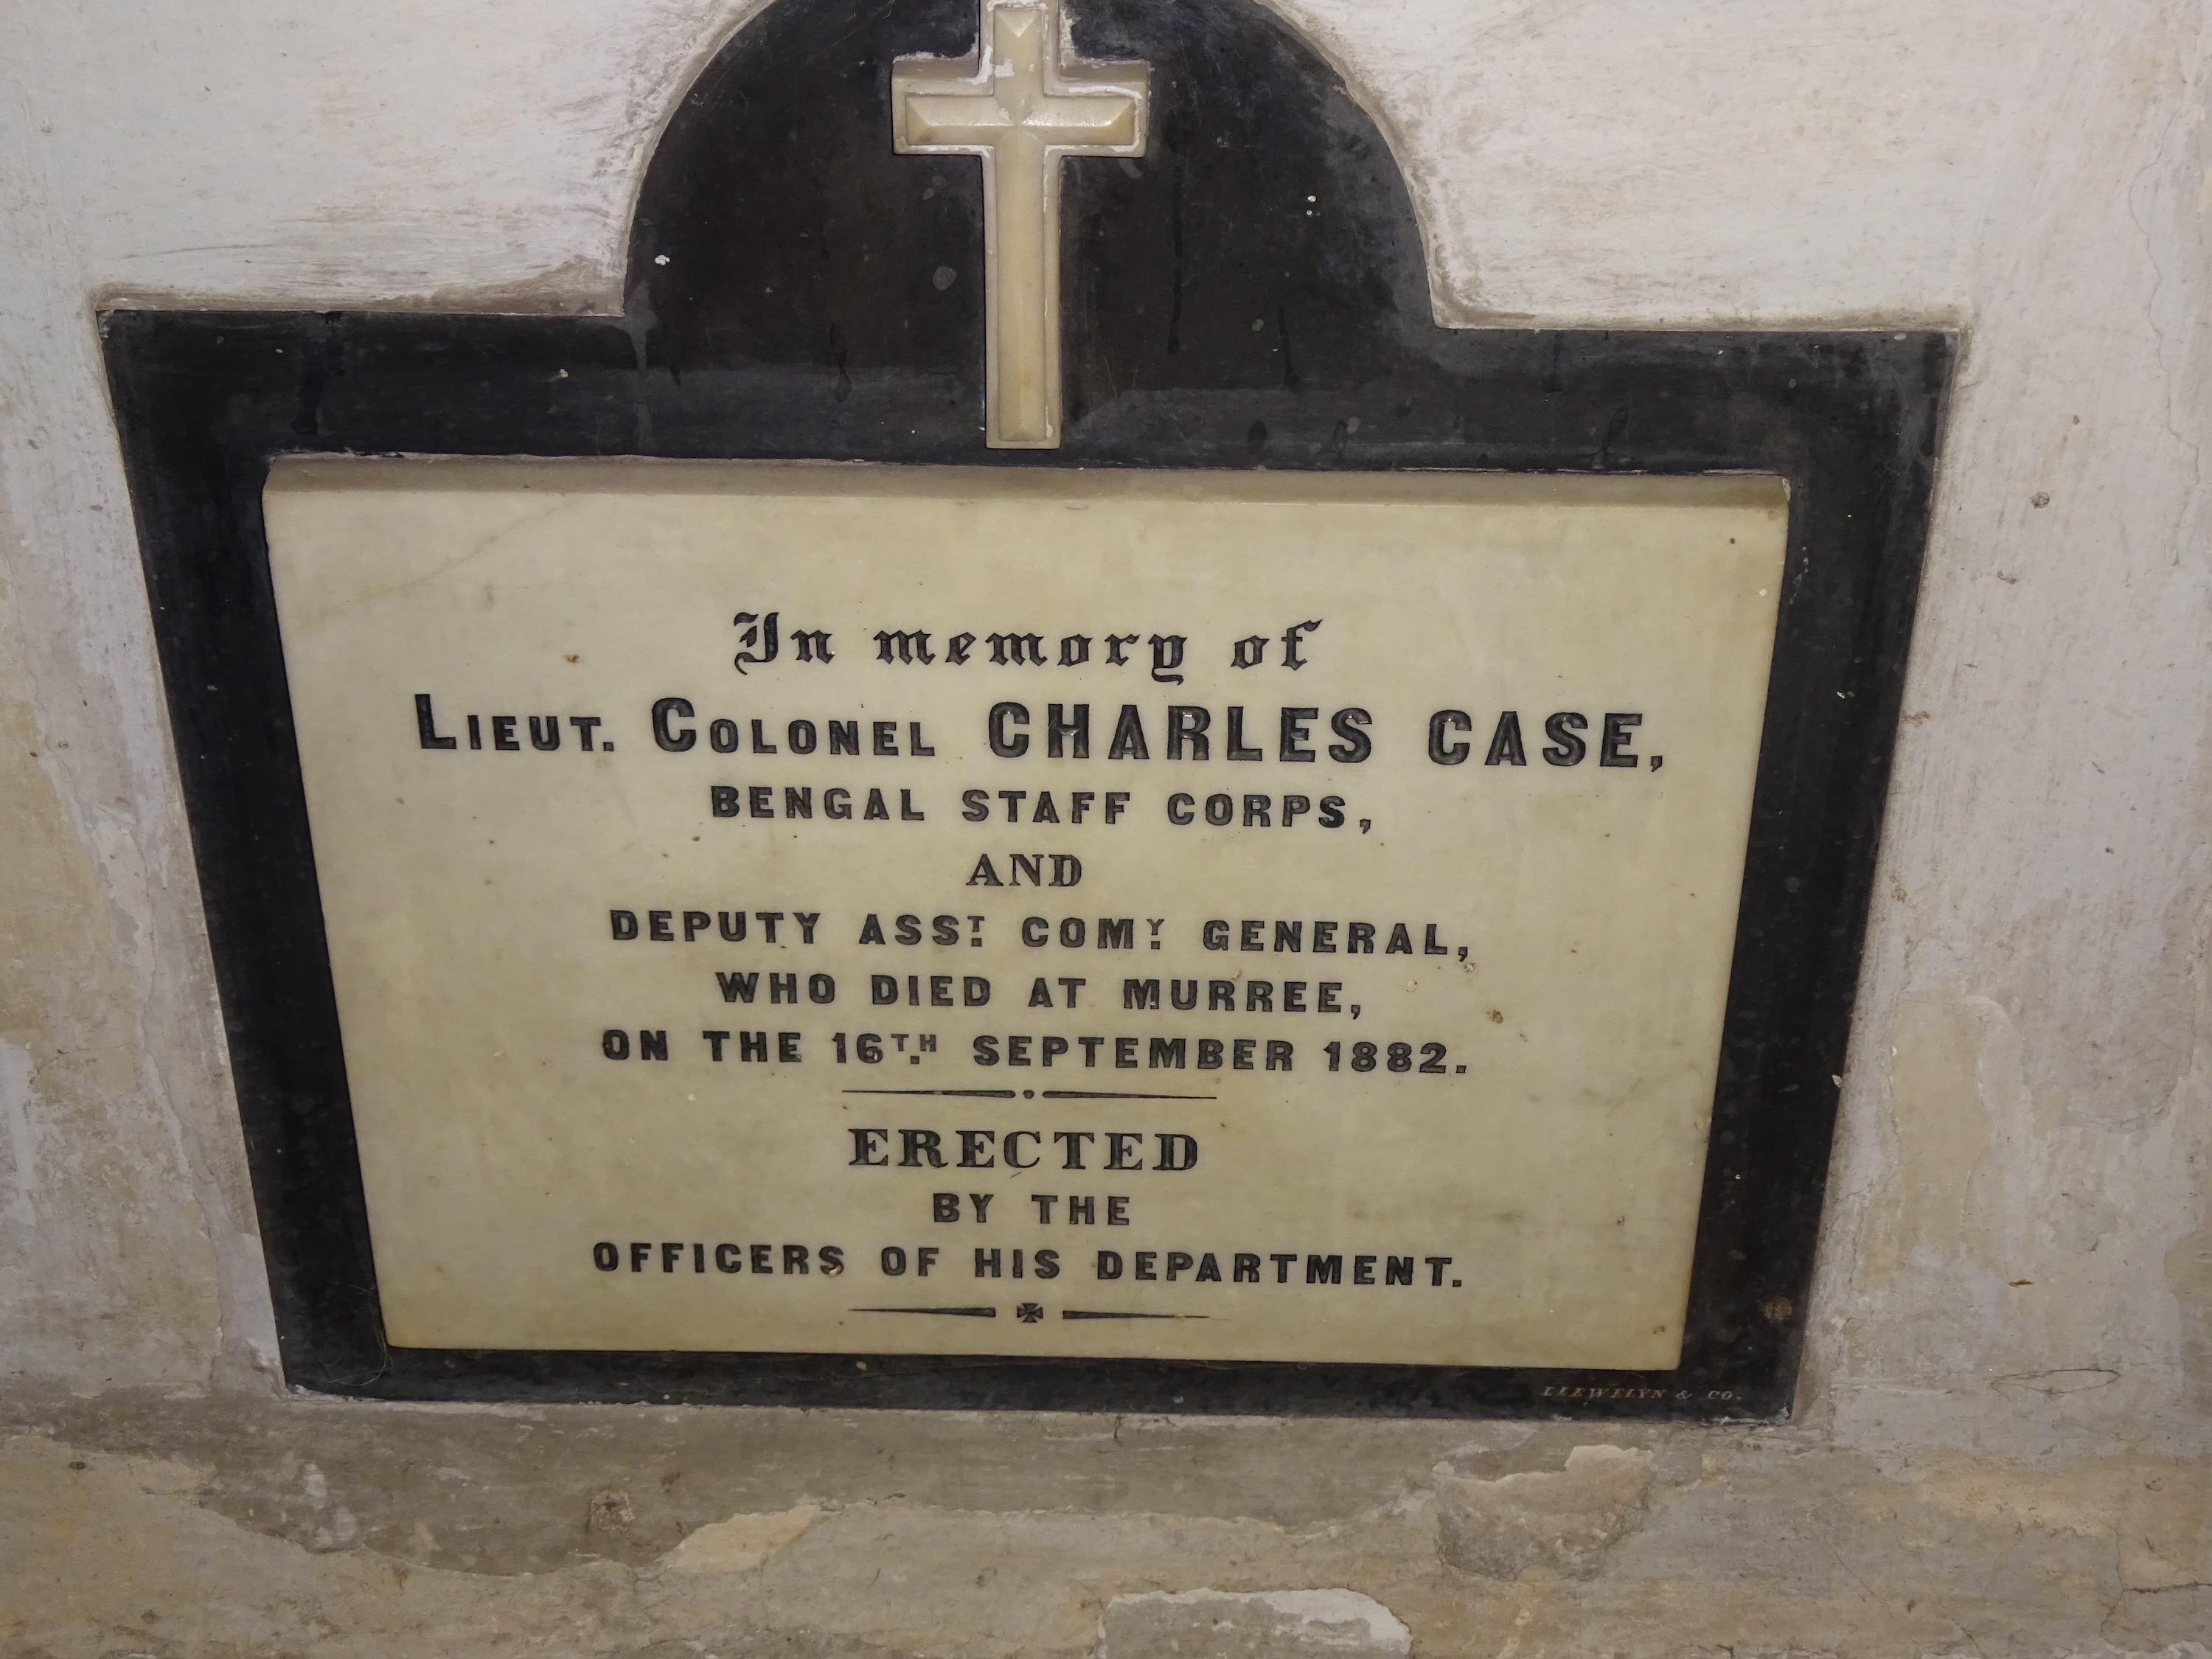 In memory of
LIEUT. COLONEL CHARLES CASE,
BENGAL STAFF CORPS,
AND
DEPUTY ASST. COMY. GENERAL,
WHO DIED AT MURREE,
ON THE 16TH. SEPTEMBER 1882.
ERECTED
BY THE
OFFICERS OF HIS DEPARTMENT.
LLEWELYN & CO.